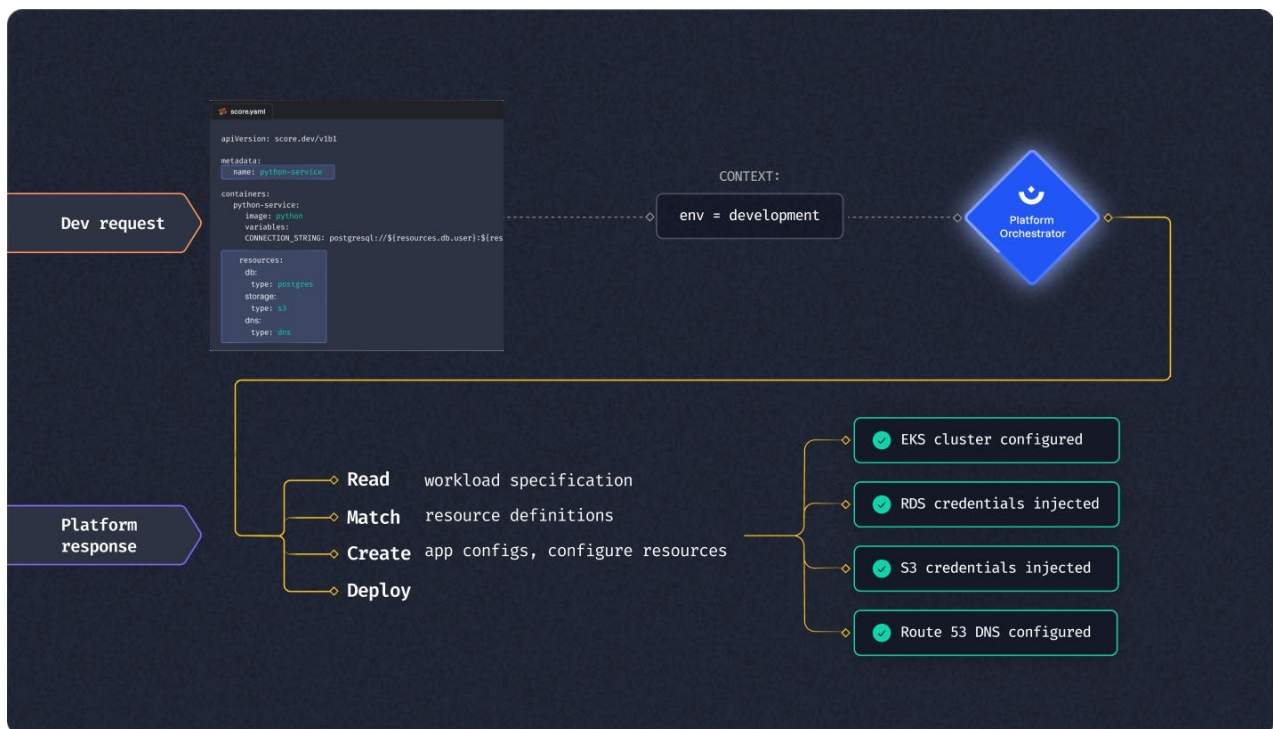 score.yaml
apiVersion: score.dev/v1b1
metadata:
name: python-service
containers:
python-service:
image: python
variables:
CONNECTION_STRING: postgresql://${resources.db.user}:${res
resources:
db:
type: postgres
storage:
type: s3
dns:
type: dns
Dev request
CONTEXT:
env = development
Platform
Orchestrator
Platform
response
Read workload specification
Match resource definitions
Create app configs, configure resources
Deploy
EKS cluster configured
RDS credentials injected
S3 credentials injected
Route 53 DNS configured